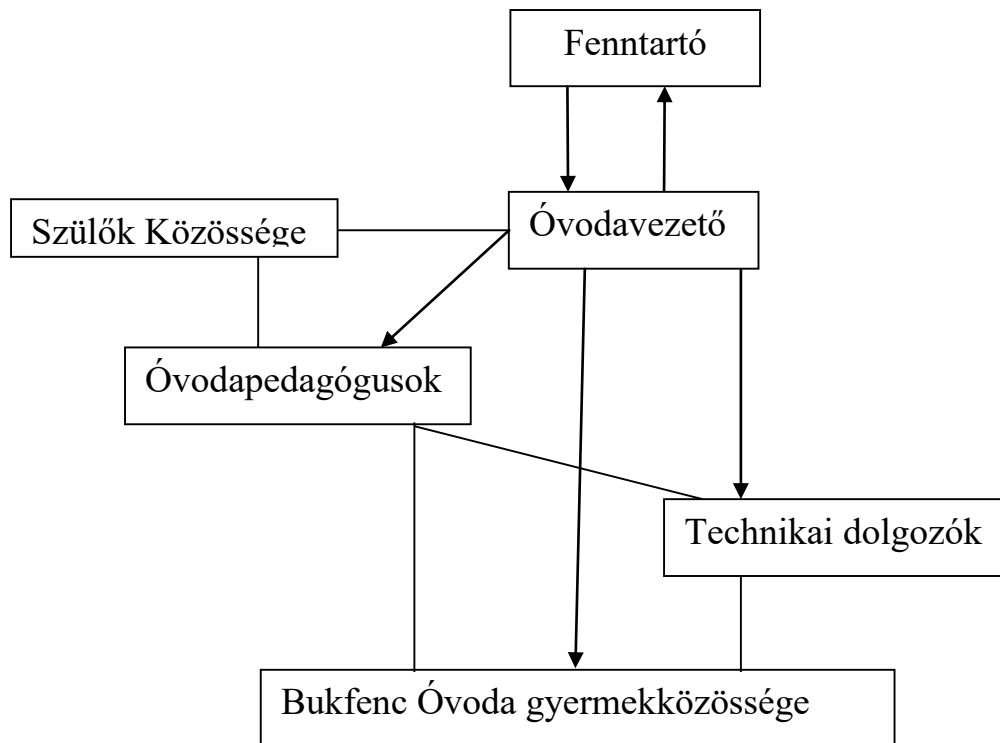 Fenntartó
Óvodavezető
Szülők Közössége
Óvodapedagógusok
Technikai dolgozók
Bukfenc Óvoda gyermekközössége